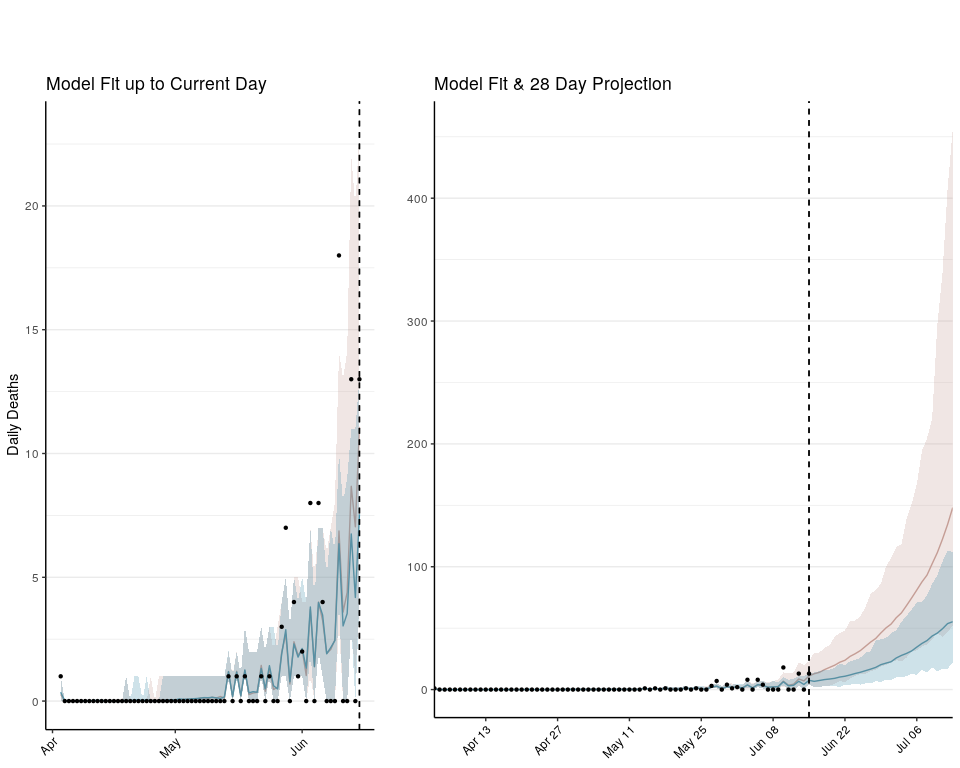 Model Fit up to Current Day
Daily Deaths
20
15
10
5
0
Apr
May
Jun
Model Fit & 28 Day Projection
400
300
200
100
0
Apr 13
Apr 27
May 11
May 25
Jun 08
Jun 22
Jul 06